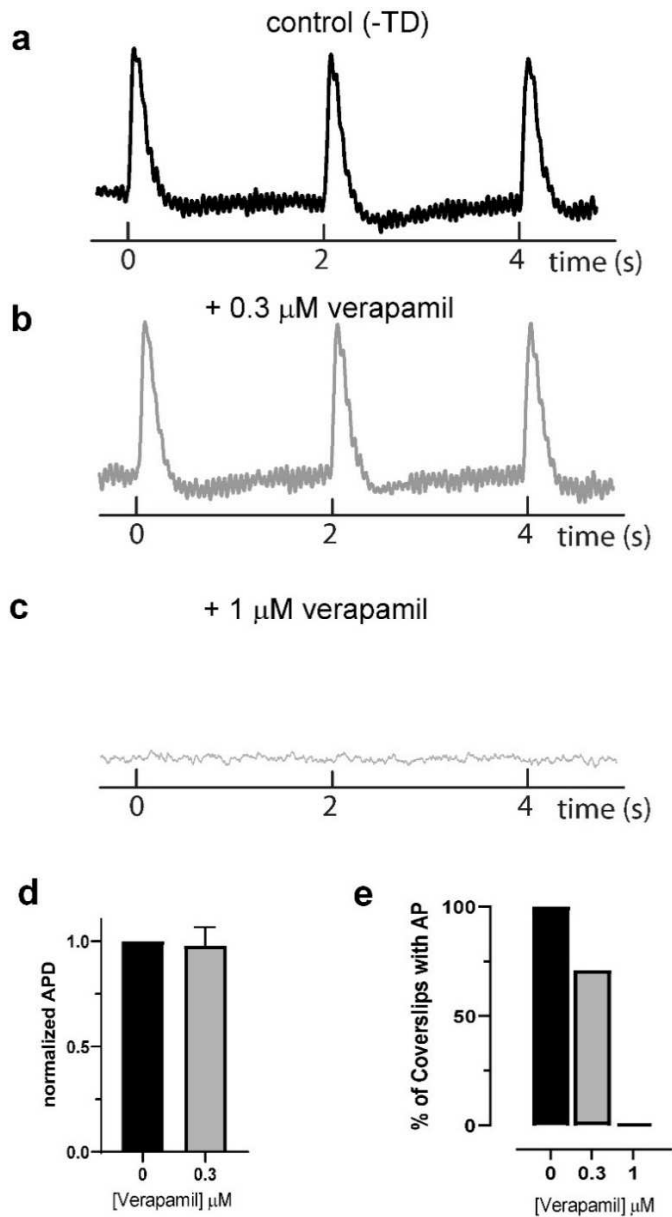 a
control (-TD)
0 2 4 time (s)
b
+ 0.3 μM verapamil
0 2 4 time (s)
c
+ 1 μM verapamil
0 2 4 time (s)
d
normalized APD
1.0
0.5
0.0
0 0.3
[Verapamil] μM
e
% of Coverslips with AP
100
50
0
0 0.3 1
[Verapamil] μM